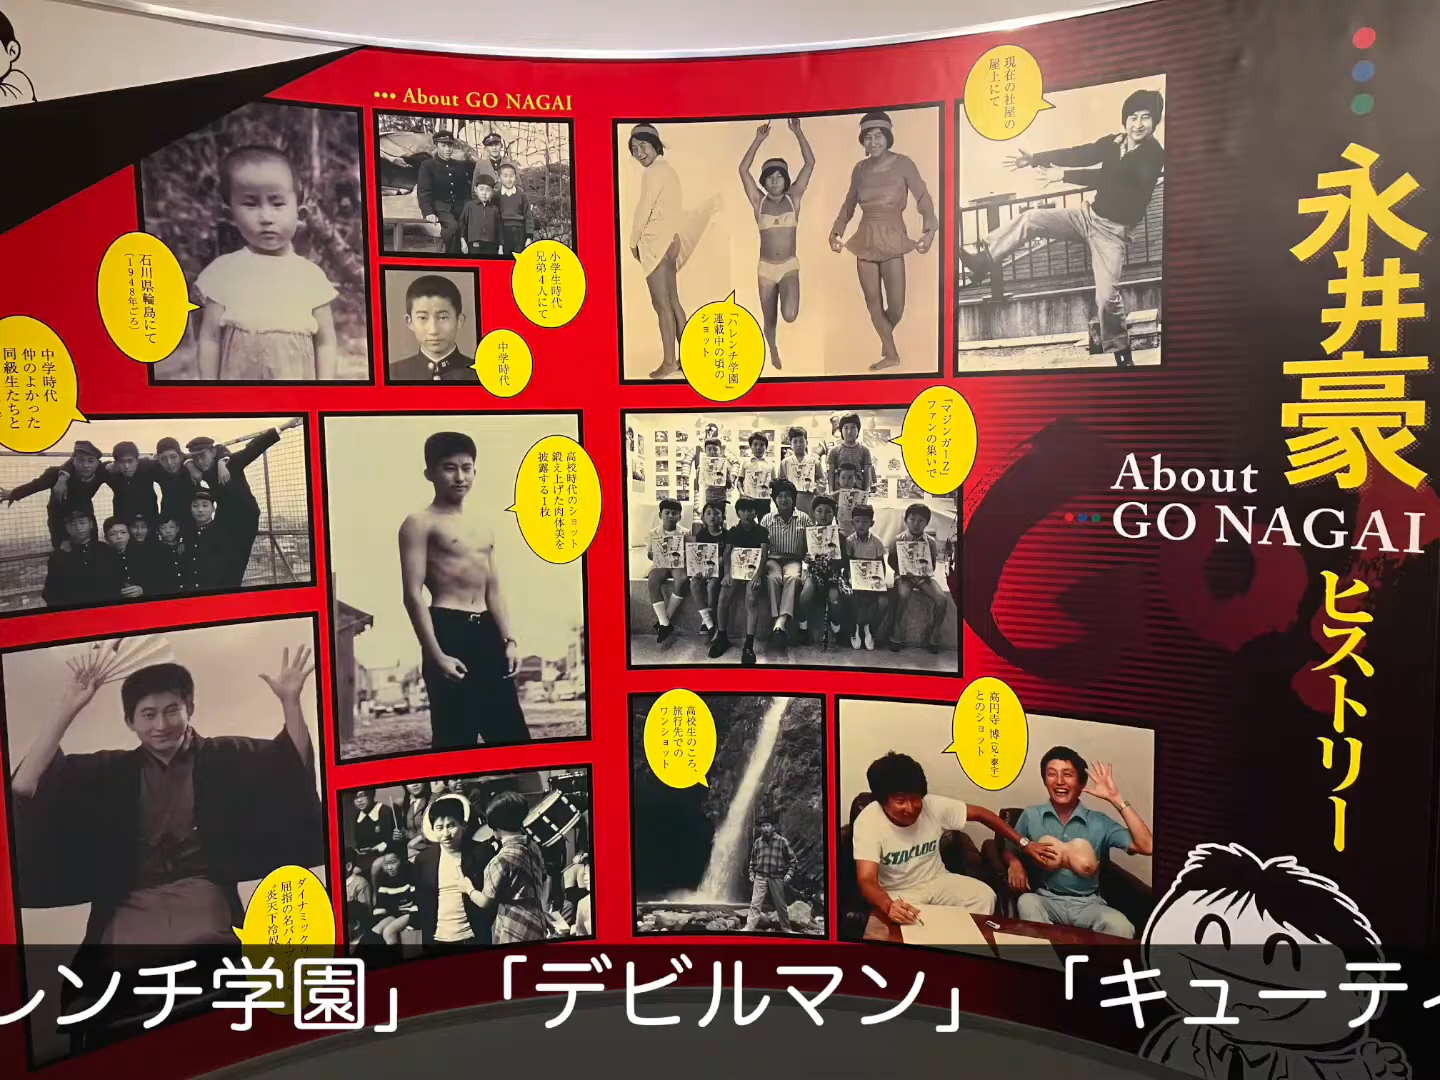 ••• About GO NAGAI
永井豪
About
GO NAGAI
ヒストリー
現在の社屋の
屋上にて
石川県輪島にて
(1948年ごろ)
小学生時代
兄弟4人にて
中学時代
「ハレンチ学園」
連載中の頃の
ショット
中学時代
仲のよかった
同級生たちと
高校時代のショット
鍛え上げた肉体美を
披露する1枚
「マジンガーZ」
ファンの集いで
高校生のころ、
旅行先での
ワンショット
高円寺 博(兄 泰宇)
とのショット
STARLOG
ダイナミック
屈指の名バイプレ
炎天下冷奴
レンチ学園」 「デビルマン」 「キューティ